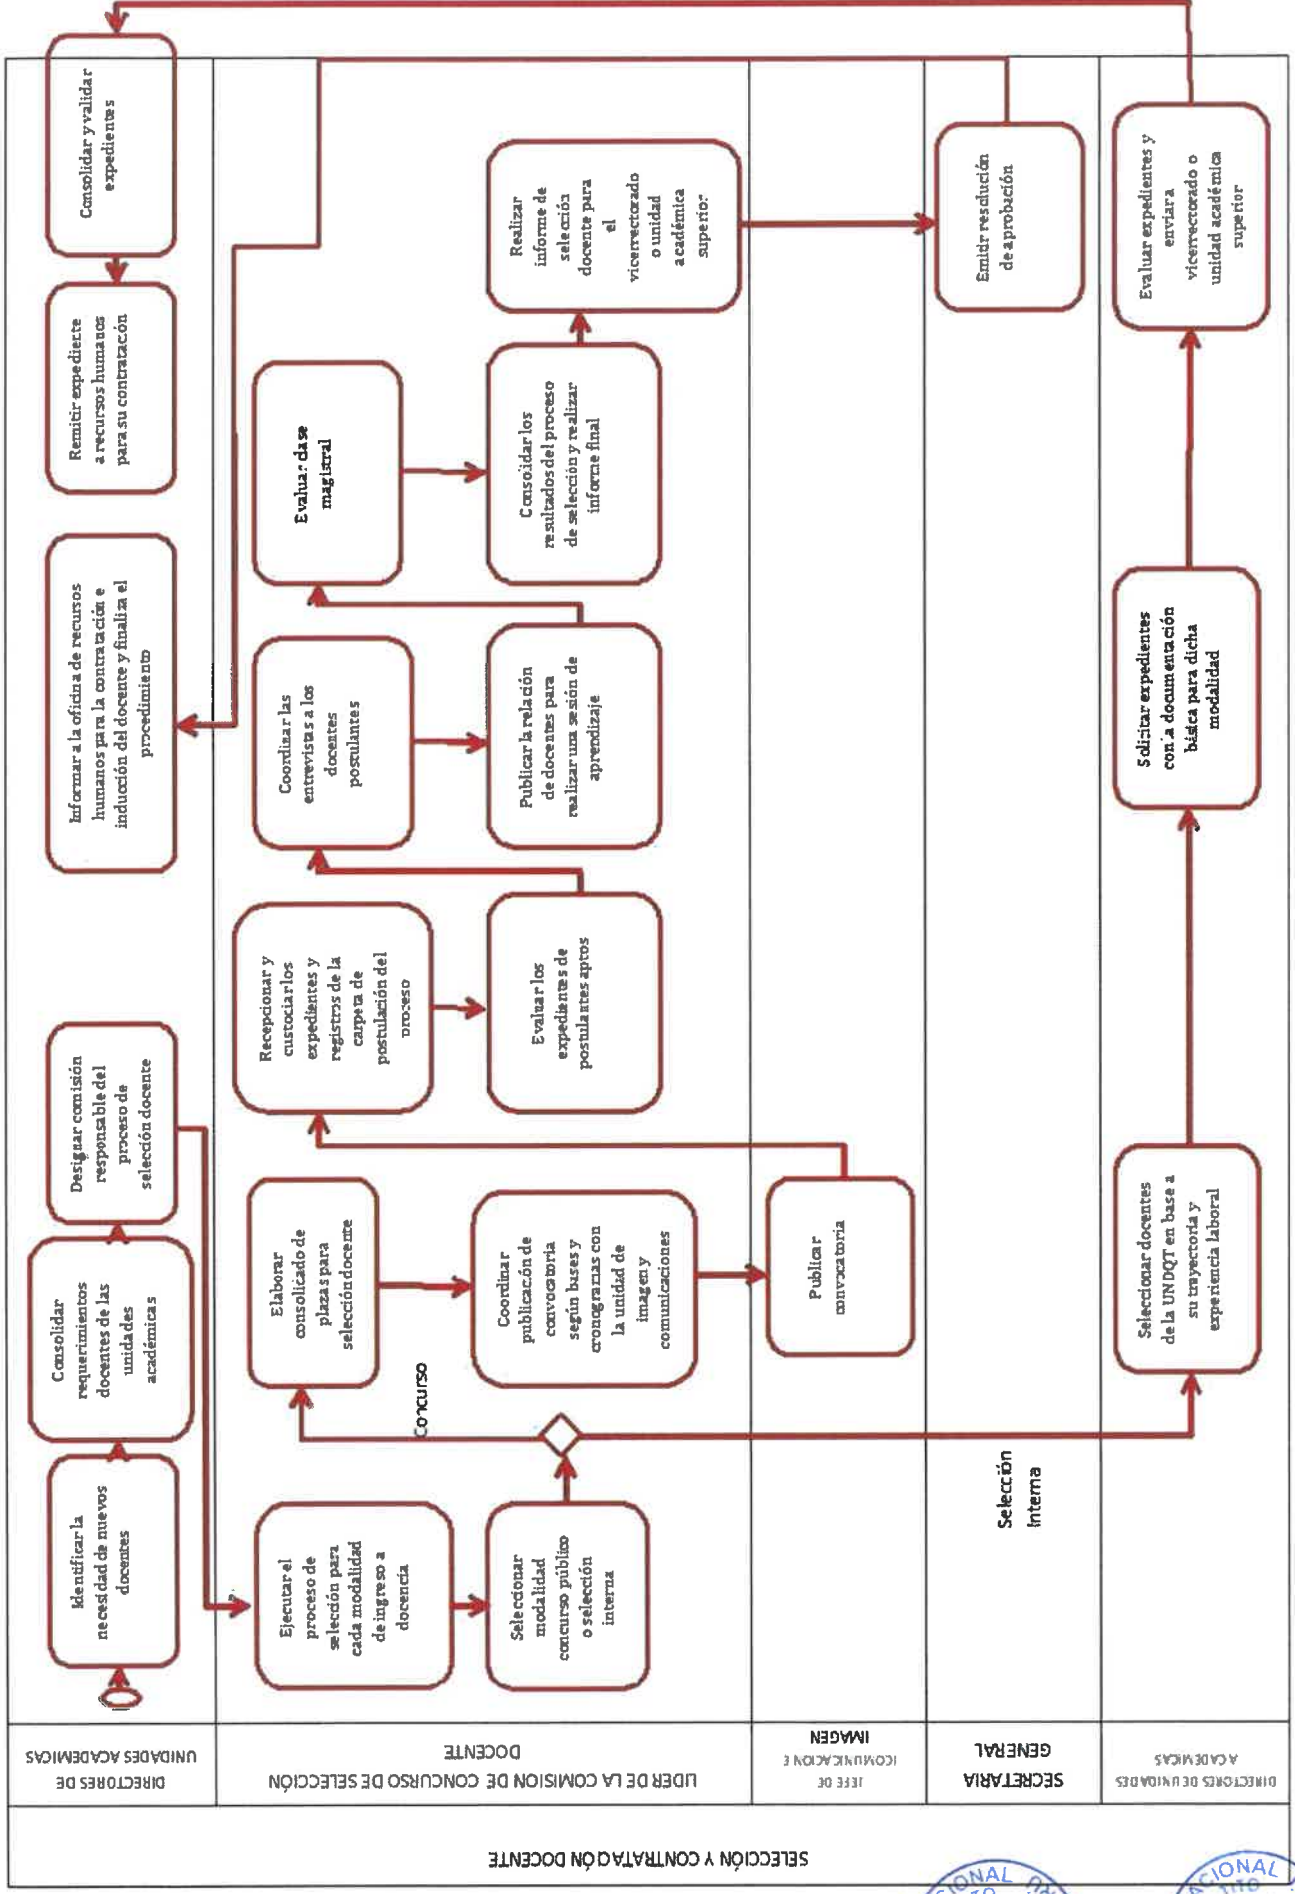 SELECCIÓN Y CONTRATACIÓN DOCENTE
DIRECTORES DE
UNIDADES ACADEMICAS
Identificar la
necesidad de nuevos
docentes
Consolidar
requerimientos
docentes de las
unidades
académicas
Designar comisión
responsable del
proceso de
selección docente
Informar a la oficina de recursos
humanos para la contratación e
inducción del docente y finaliza el
procedimiento
Remitir expediente
a recursos humanos
para su contratación
Consolidar y validar
expedientes
LIDER DE LA COMISION DE CONCURSO DE SELECCIÓN
DOCENTE
Ejecutar el
proceso de
selección para
cada modalidad
de ingreso a
docencia
Seleccionar
modalidad
concurso público
o selección
interna
Concurso
Elaborar
consolidado de
plazas para
selección docente
Coordinar
publicación de
convocatoria
según bases y
cronogramas con
la unidad de
imagen y
comunicaciones
Recepcionar y
custodiar los
expedientes y
registros de la
carpeta de
postulación del
proceso
Evaluar los
expedientes de
postulantes aptos
Coordinar las
entrevistas a los
docentes
postulantes
Publicar la relación
de docentes para
realizar una sesión de
aprendizaje
Evaluar clase
magistral
Consolidar los
resultados del proceso
de selección y realizar
informe final
Realizar
informe de
selección
docente para
el
vicerrectorado
o unidad
académica
superior
JEFE DE
ICOMUNICACION E
IMAGEN
Publicar
convocatoria
SECRETARIA
GENERAL
Selección
Interna
Emitir resolución
de aprobación
DIRECTORES DE UNIDADES
ACADEMICAS
Seleccionar docentes
de la UNDQT en base a
su trayectoria y
experiencia laboral
Solicitar expedientes
con la documentación
básica para dicha
modalidad
Evaluar expedientes y
enviar a
vicerrectorado o
unidad académica
superior